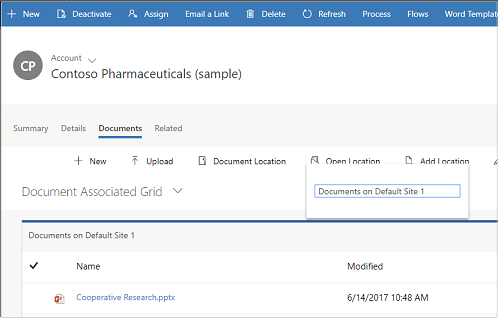 New Deactivate Assign Email a Link Delete Refresh Process Flows Word Templat
CP
Account
Contoso Pharmaceuticals (sample)
Summary Details Documents Related
New Upload Document Location Open Location Add Location
Document Associated Grid
Documents on Default Site 1
Documents on Default Site 1
Name Modified
Cooperative Research.pptx 6/14/2017 10:48 AM